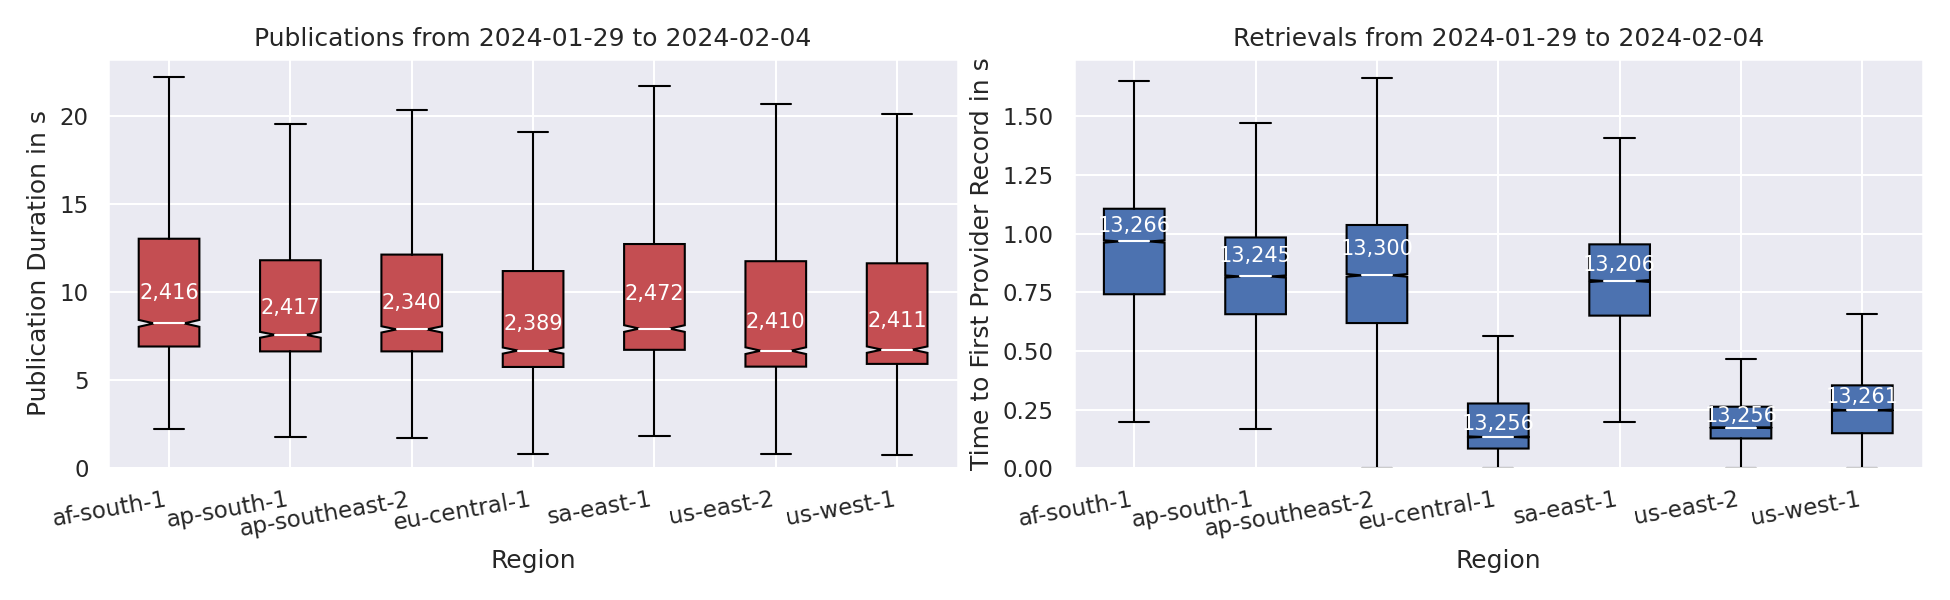 Publications from 2024-01-29 to 2024-02-04
Publication Duration in s
20
15
10
5
0
2,416
2,417
2,340
2,389
2,472
2,410
2,411
af-south-1
ap-south-1
ap-southeast-2
eu-central-1
sa-east-1
us-east-2
us-west-1
Region
Retrievals from 2024-01-29 to 2024-02-04
Time to First Provider Record in s
1.50
1.25
1.00
0.75
0.50
0.25
0.00
13,266
13,245
13,300
13,256
13,206
13,256
13,261
af-south-1
ap-south-1
ap-southeast-2
eu-central-1
sa-east-1
us-east-2
us-west-1
Region